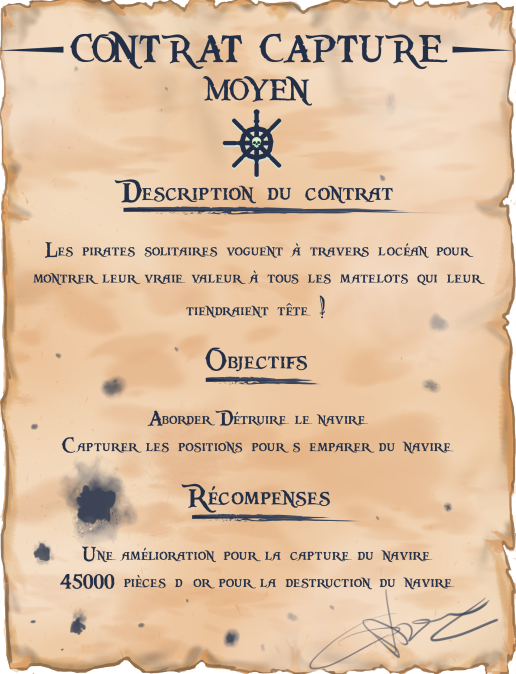 CONTRAT CAPTURE
MOYEN
DESCRIPTION DU CONTRAT
LES PIRATES SOLITAIRES VOGUENT À TRAVERS LOCÉAN POUR
MONTRER LEUR VRAIE VALEUR À TOUS LES MATELOTS QUI LEUR
TIENDRAIENT TÊTE !
OBJECTIFS
ABORDER DÉTRUIRE LE NAVIRE
CAPTURER LES POSITIONS POUR S EMPARER DU NAVIRE
RÉCOMPENSES
UNE AMÉLIORATION POUR LA CAPTURE DU NAVIRE
45000 PIÈCES D OR POUR LA DESTRUCTION DU NAVIRE